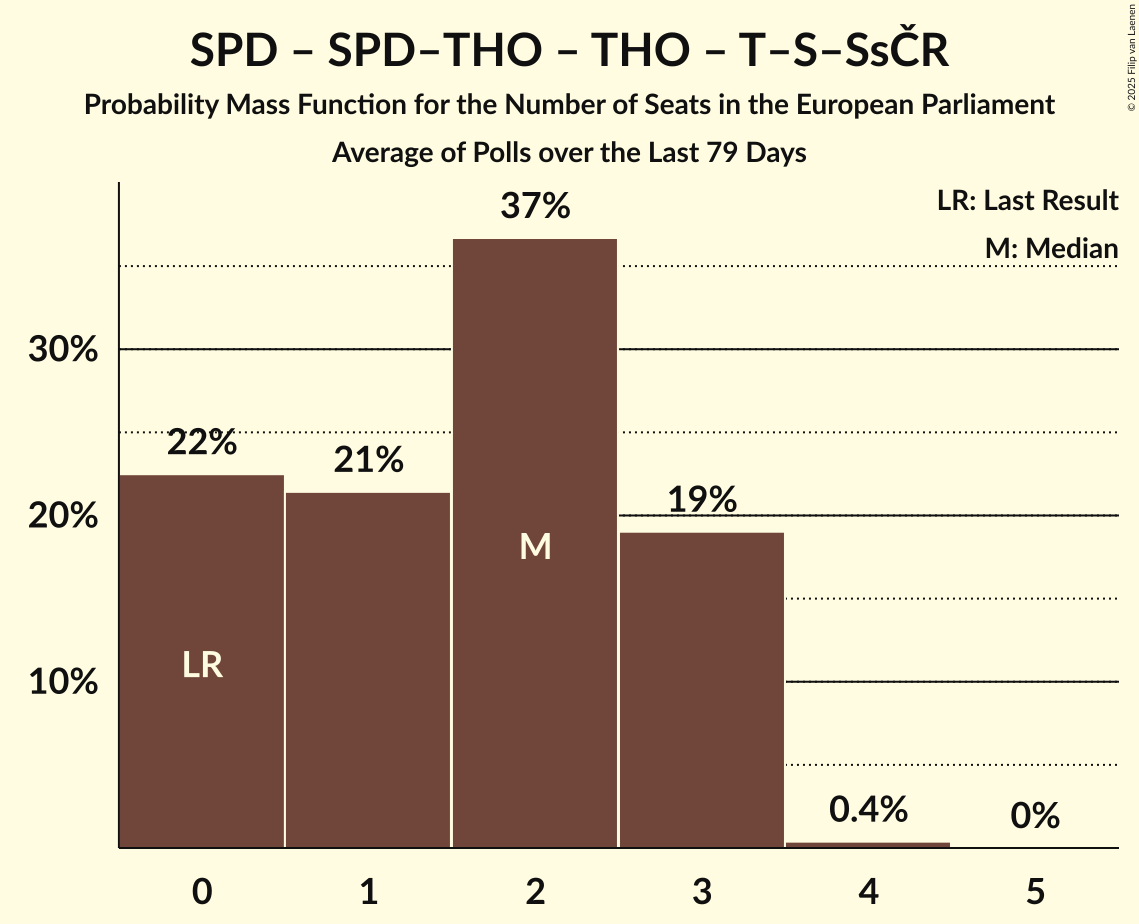 SPD – SPD–THO – THO – T–S–SsČR
Probability Mass Function for the Number of Seats in the European Parliament
Average of Polls over the Last 79 Days
© 2025 Filip van Laenen
LR: Last Result
M: Median
37%
30%
22%
21%
20%
19%
M
LR
10%
0.4%
0%
0 1 2 3 4 5